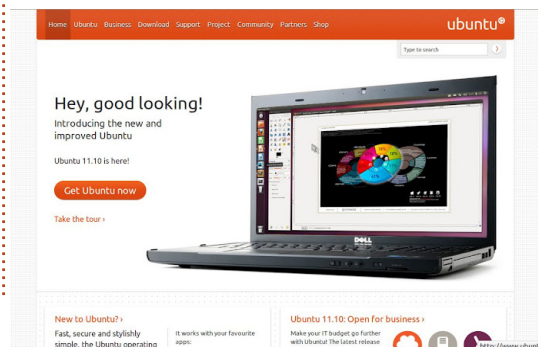 Home Ubuntu Business Download Support Project Community Partners Shop
ubuntu®
Type to search
Hey, good looking!
Introducing the new and
improved Ubuntu
Ubuntu 11.10 is here!
Get Ubuntu now
Take the tour ›
DELL
New to Ubuntu? ›
Fast, secure and stylishly
simple, the Ubuntu operating
It works with your favourite
apps:
Ubuntu 11.10: Open for business ›
Make your IT budget go further
with Ubuntu! The latest release
http://www.ubunt